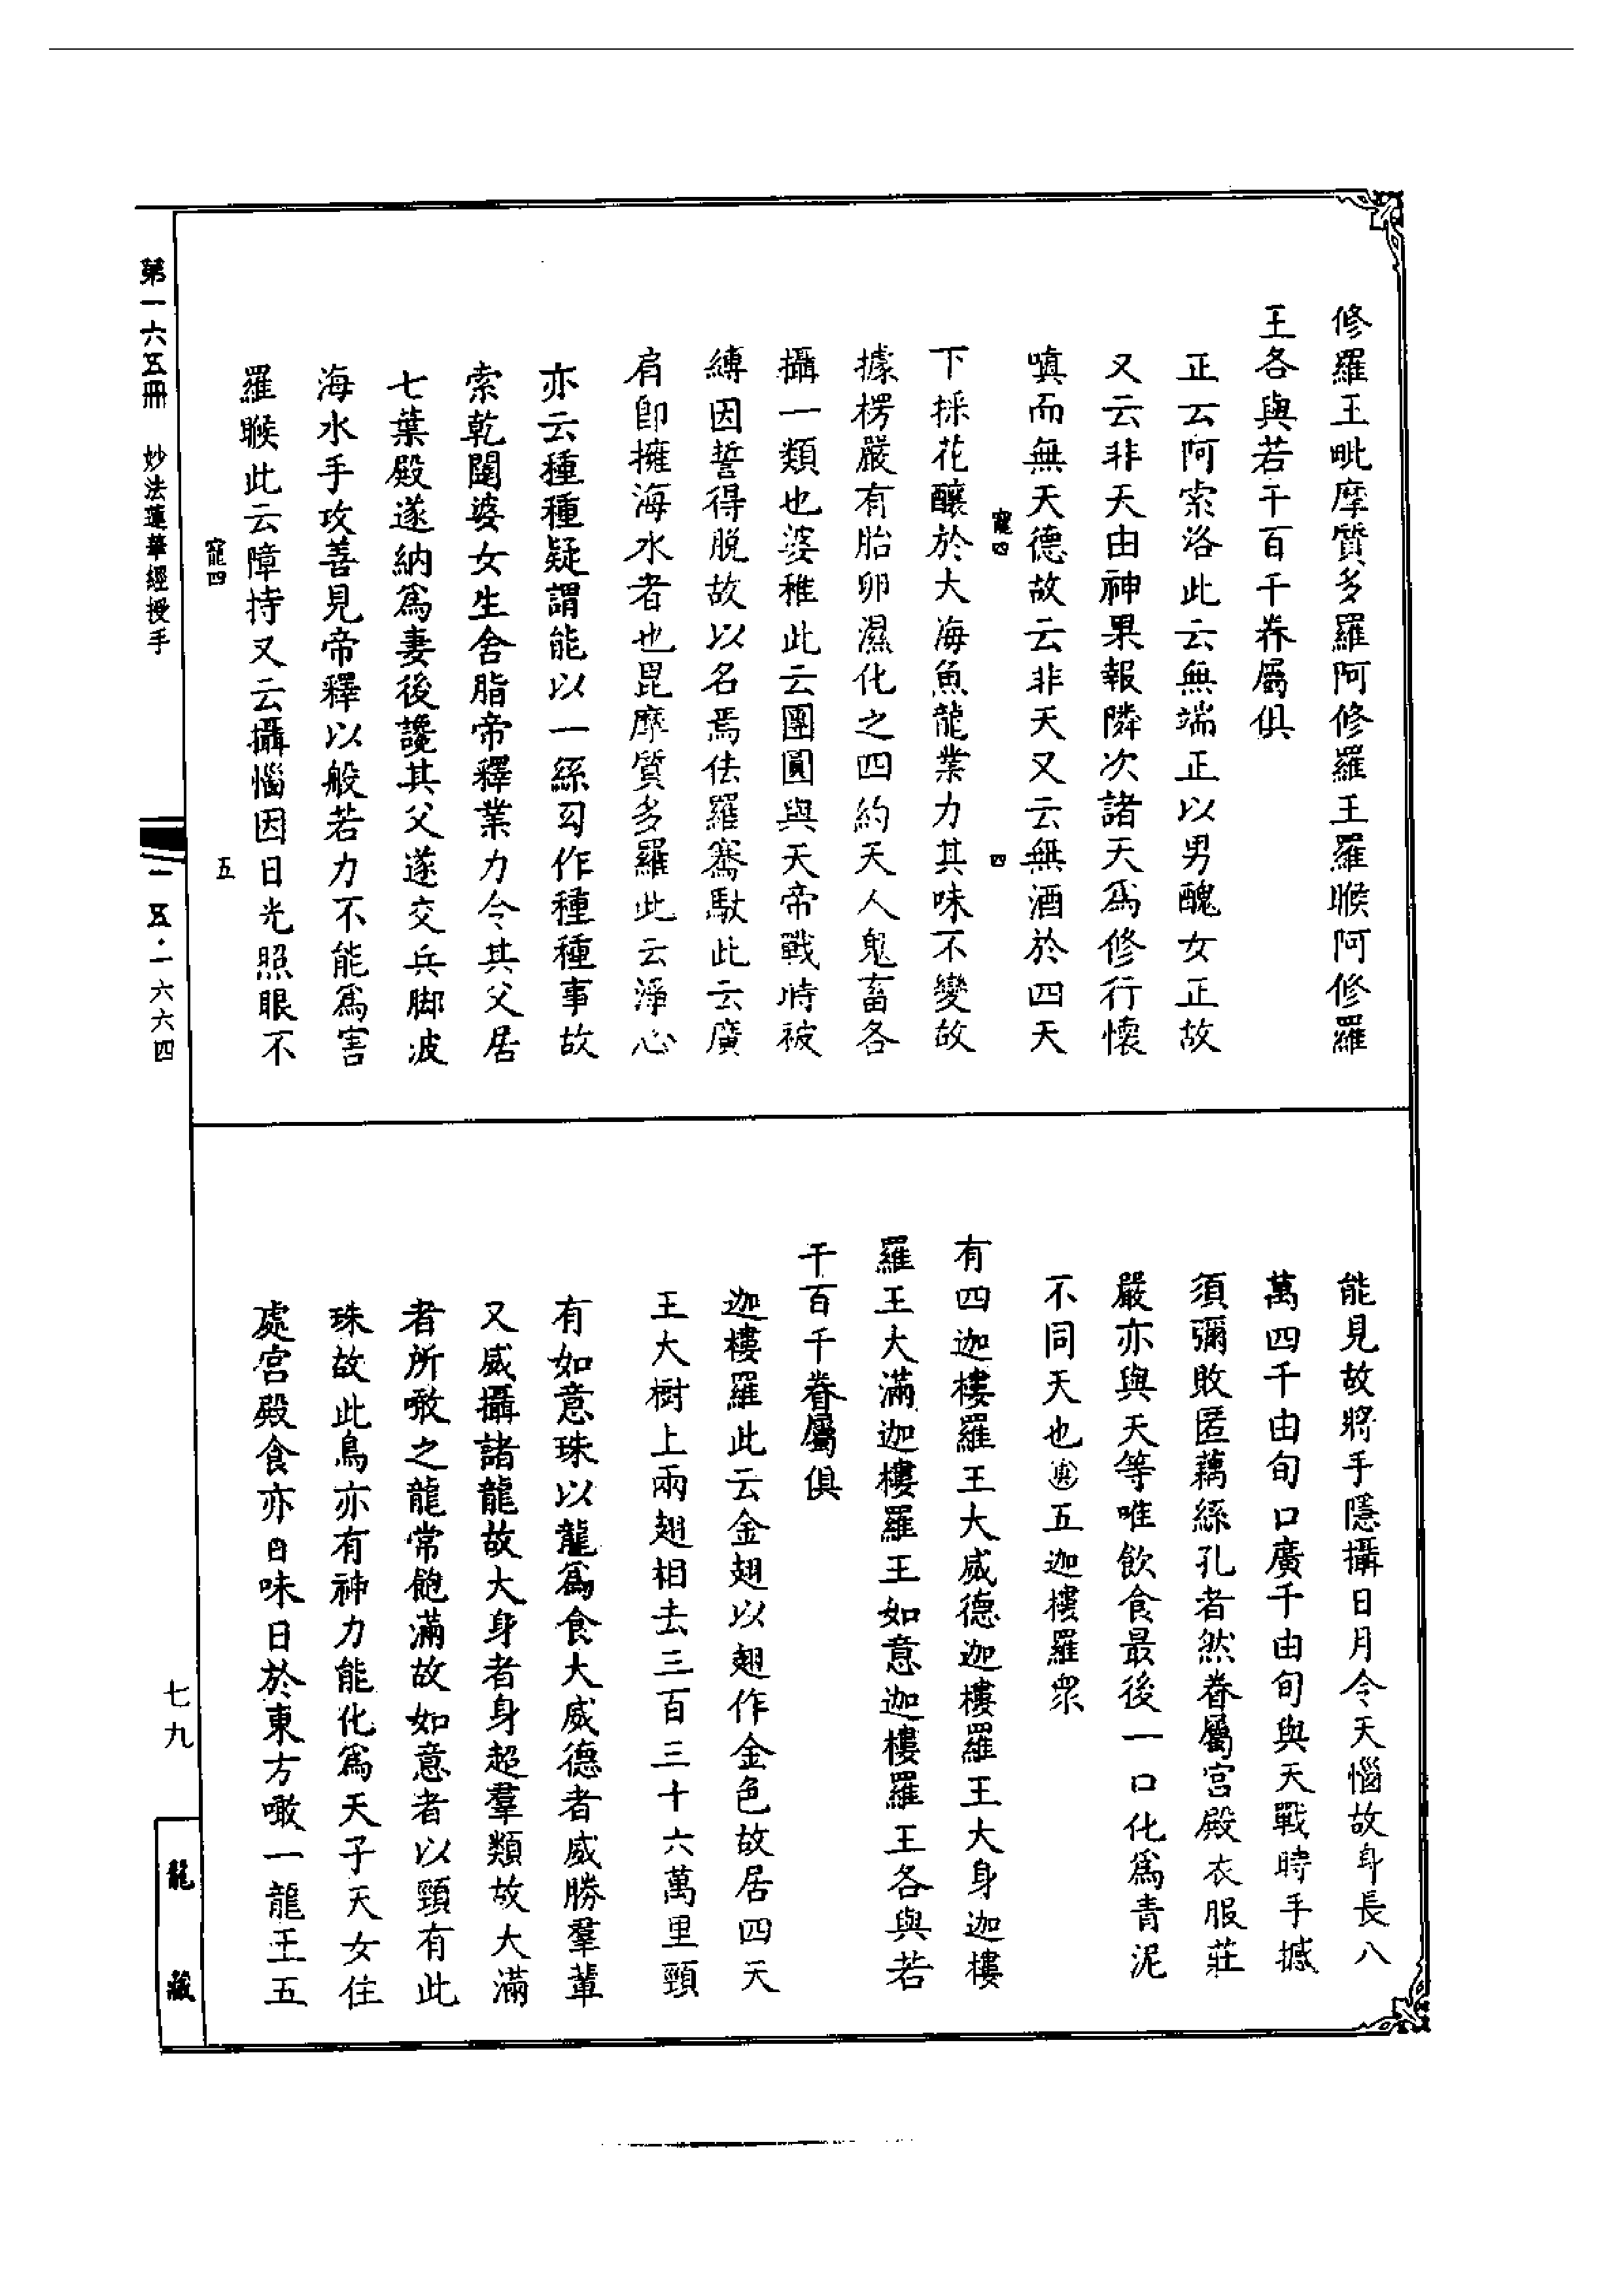 修羅王毗摩質多羅阿修羅王羅睺阿修羅
王各與若干百千眷屬俱
正云阿索洛此云無端正以男醜女正故
又云非天由神果報隣次諸天爲修行懷
嗔而無天德故云非天又云無酒於四天
寵四
四
下採花釀於大海魚龍業力其味不變故
據楞嚴有胎卵濕化之四約天人鬼畜各
攝一類也婆稚此云團圓與天帝戰時被
縛因誓得脫故以名焉佉羅騫馱此云廣
肩卽擁海水者也毘摩質多羅此云淨心
亦云種種疑謂能以一絲幻作種種事故
索乾闥婆女生舍脂帝釋業力令其父居
七葉殿遂納爲妻後讒其父遂交兵脚波
海水手攻善見帝釋以般若力不能爲害
羅睺此云障持又云攝惱因日光照眼不
寵四
五
能見故將手隱攝日月令天惱故身長八
萬四千由旬口廣千由旬與天戰時手撼
須彌敗匿藕絲孔者然眷屬宮殿衣服莊
嚴亦與天等唯飲食最後一口化爲青泥
不同天也五迦樓羅眾
有四迦樓羅王大威德迦樓羅王大身迦樓
羅王大滿迦樓羅王如意迦樓羅王各與若
干百千眷屬俱
迦樓羅此云金翅以翅作金色故居四天
王大樹上兩翅相去三百三十六萬里頸
有如意珠以龍爲食大威德者威勝羣輩
又威攝諸龍故大身者身超羣類故大滿
者所噉之龍常飽滿故如意者以頸有此
珠故此鳥亦有神力能化爲天子天女住
處宮殿食亦百味日於東方噉一龍王五
第一六五冊 妙法蓮華經授手
一五·一六六四
七九
龍藏